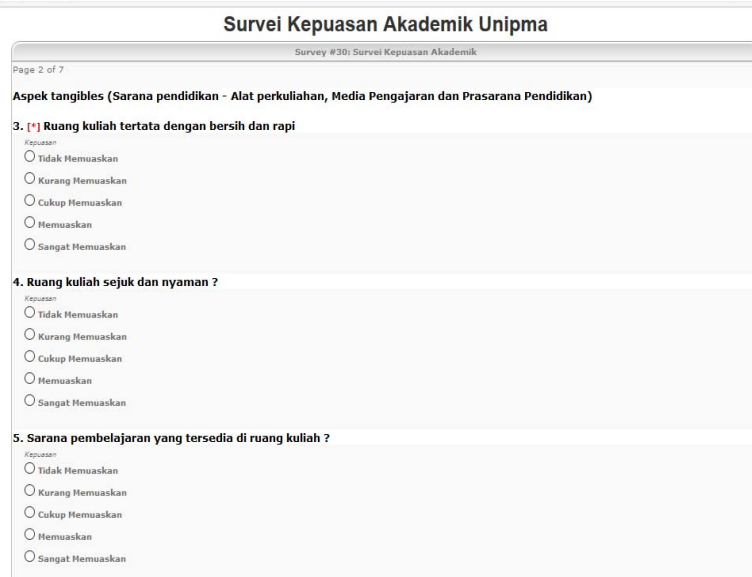 Survei Kepuasan Akademik Unipma
Survey #30: Survei Kepuasan Akademik
Page 2 of 7
Aspek tangibles (Sarana pendidikan - Alat perkuliahan, Media Pengajaran dan Prasarana Pendidikan)
3. [*] Ruang kuliah tertata dengan bersih dan rapi
Kepuasan
Tidak Memuaskan
Kurang Memuaskan
Cukup Memuaskan
Memuaskan
Sangat Memuaskan
4. Ruang kuliah sejuk dan nyaman ?
Kepuasan
Tidak Memuaskan
Kurang Memuaskan
Cukup Memuaskan
Memuaskan
Sangat Memuaskan
5. Sarana pembelajaran yang tersedia di ruang kuliah ?
Kepuasan
Tidak Memuaskan
Kurang Memuaskan
Cukup Memuaskan
Memuaskan
Sangat Memuaskan